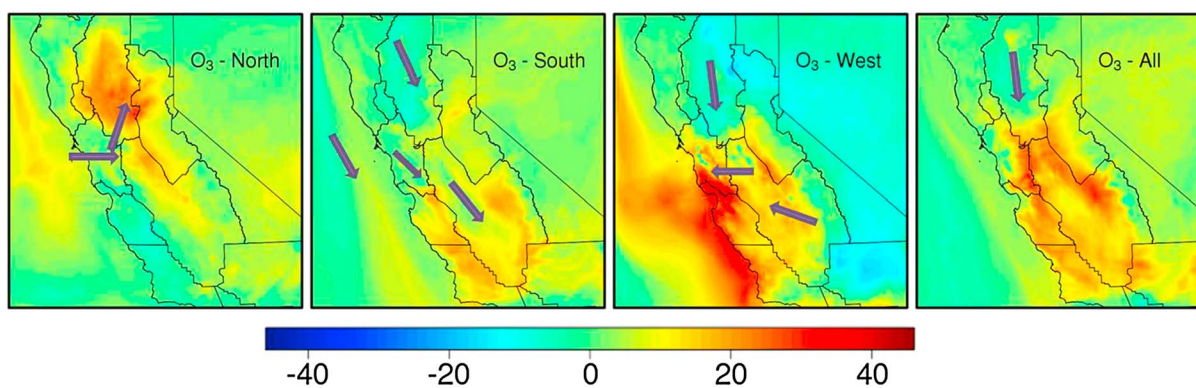 O₃ - North
O₃ - South
O₃ - West
O₃ - All
-40 -20 0 20 40